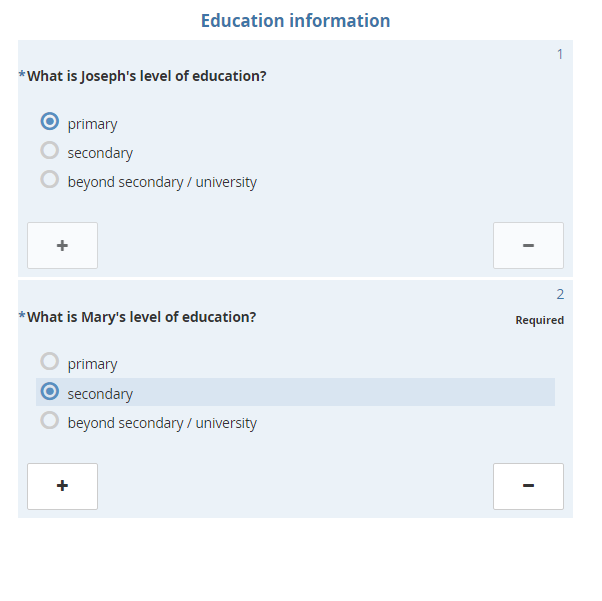 Education information
1
*What is Joseph's level of education?
primary
secondary
beyond secondary / university
+ −
2
*What is Mary's level of education?
Required
primary
secondary
beyond secondary / university
+ −